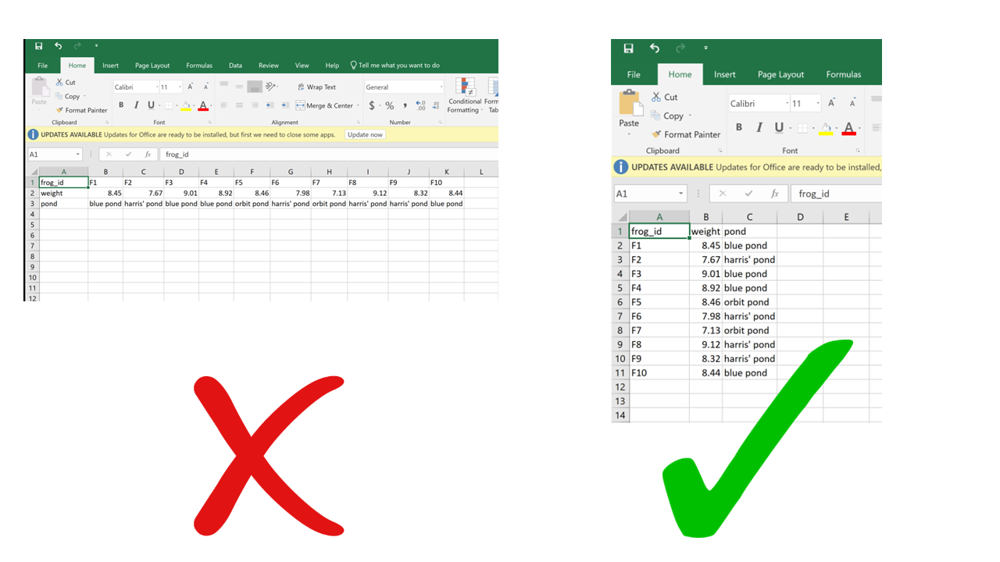 File Home Insert Page Layout Formulas Data Review View Help Tell me what you want to do
Cut
Calibri 11 A A Wrap Text General
Copy
Paste
B I U A Merge & Center $ % , Conditional Form
Format Painter Formatting Tab
Clipboard Font Alignment Number
UPDATES AVAILABLE Updates for Office are ready to be installed, but first we need to close some apps. Update now
A1 fx frog_id
A B C D E F G H I J K L
1 frog_id F1 F2 F3 F4 F5 F6 F7 F8 F9 F10
2 weight 8.45 7.67 9.01 8.92 8.46 7.98 7.13 9.12 8.32 8.44
3 pond blue pond harris' pond blue pond blue pond orbit pond harris' pond orbit pond harris' pond harris' pond blue pond
4
5
6
7
8
9
10
11
12
File Home Insert Page Layout Formulas
Cut
Calibri 11 A A
Copy
Paste
B I U A
Format Painter
Clipboard Font
UPDATES AVAILABLE Updates for Office are ready to be installed,
A1 fx frog_id
A B C D E
1 frog_id weight pond
2 F1 8.45 blue pond
3 F2 7.67 harris' pond
4 F3 9.01 blue pond
5 F4 8.92 blue pond
6 F5 8.46 orbit pond
7 F6 7.98 harris' pond
8 F7 7.13 orbit pond
9 F8 9.12 harris' pond
10 F9 8.32 harris' pond
11 F10 8.44 blue pond
12
13
14